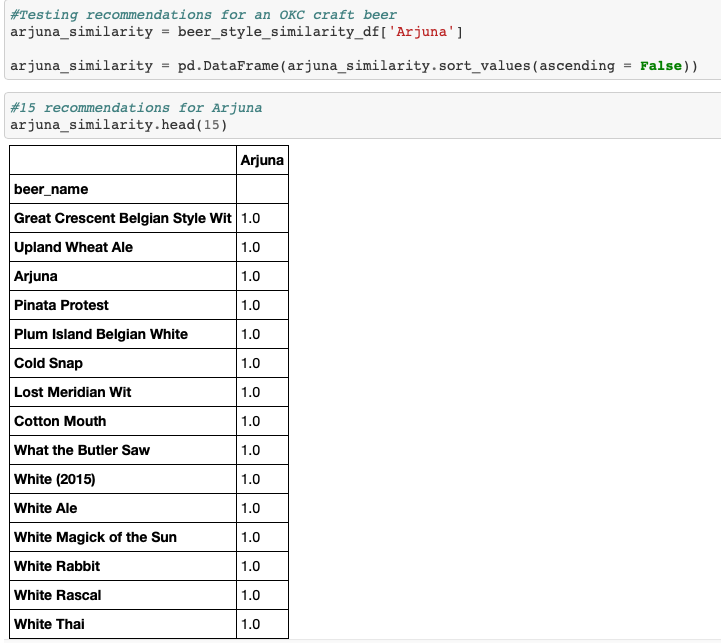 #Testing recommendations for an OKC craft beer
arjuna_similarity = beer_style_similarity_df['Arjuna']
arjuna_similarity = pd.DataFrame(arjuna_similarity.sort_values(ascending = False))
#15 recommendations for Arjuna
arjuna_similarity.head(15)
Arjuna
beer_name
Great Crescent Belgian Style Wit 1.0
Upland Wheat Ale 1.0
Arjuna 1.0
Pinata Protest 1.0
Plum Island Belgian White 1.0
Cold Snap 1.0
Lost Meridian Wit 1.0
Cotton Mouth 1.0
What the Butler Saw 1.0
White (2015) 1.0
White Ale 1.0
White Magick of the Sun 1.0
White Rabbit 1.0
White Rascal 1.0
White Thai 1.0